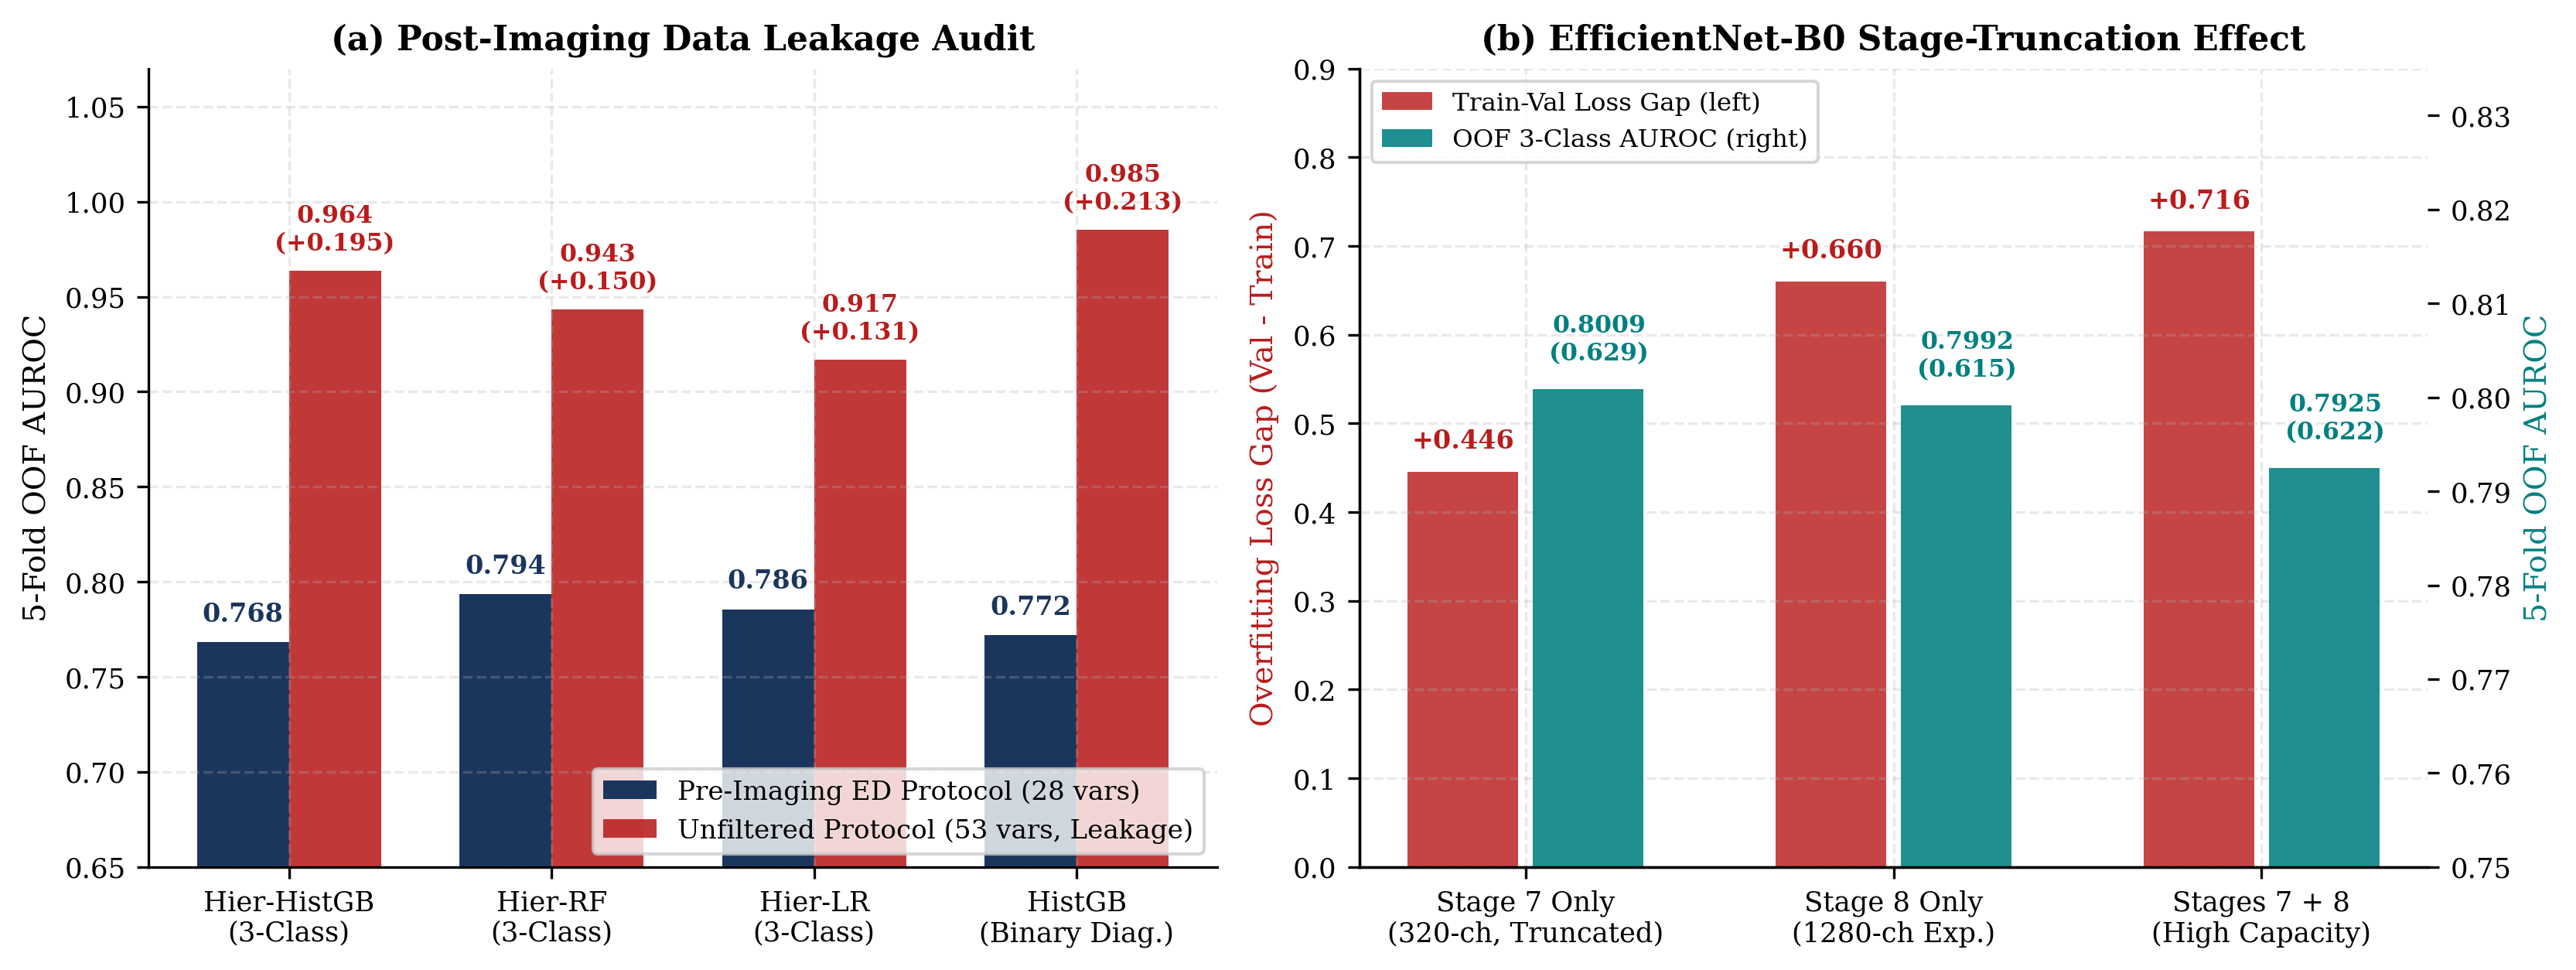 (a) Post-Imaging Data Leakage Audit
5-Fold OOF AUROC
1.05
1.00
0.95
0.90
0.85
0.80
0.75
0.70
0.65
0.768
0.964
(+0.195)
0.794
0.943
(+0.150)
0.786
0.917
(+0.131)
0.772
0.985
(+0.213)
Pre-Imaging ED Protocol (28 vars)
Unfiltered Protocol (53 vars, Leakage)
Hier-HistGB
(3-Class)
Hier-RF
(3-Class)
Hier-LR
(3-Class)
HistGB
(Binary Diag.)
(b) EfficientNet-B0 Stage-Truncation Effect
Overfitting Loss Gap (Val - Train)
0.9
0.8
0.7
0.6
0.5
0.4
0.3
0.2
0.1
0.0
Train-Val Loss Gap (left)
OOF 3-Class AUROC (right)
+0.446
0.8009
(0.629)
+0.660
0.7992
(0.615)
+0.716
0.7925
(0.622)
Stage 7 Only
(320-ch, Truncated)
Stage 8 Only
(1280-ch Exp.)
Stages 7 + 8
(High Capacity)
0.83
0.82
0.81
0.80
0.79
0.78
0.77
0.76
0.75
5-Fold OOF AUROC